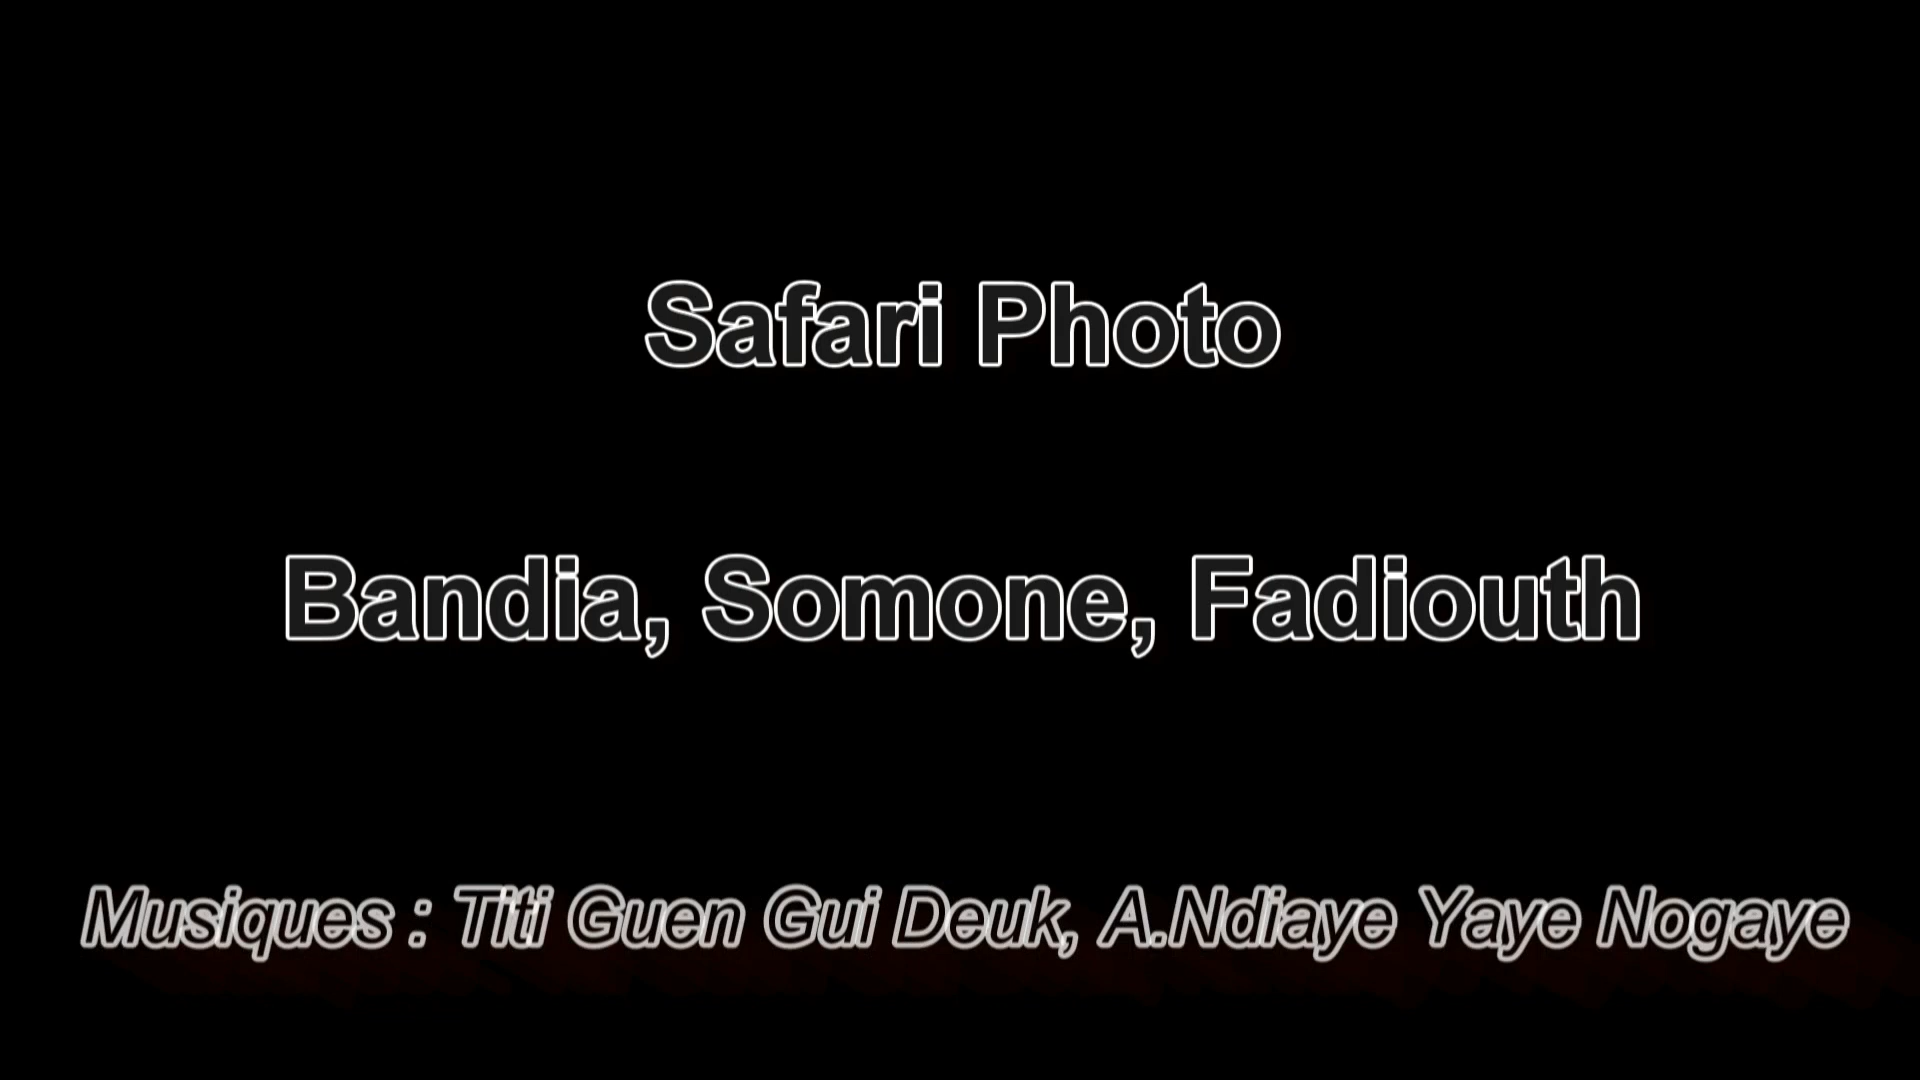 Safari Photo
Bandia, Somone, Fadiouth
Musiques : Titi Guen Gui Deuk, A.Ndiaye Yaye Nogaye